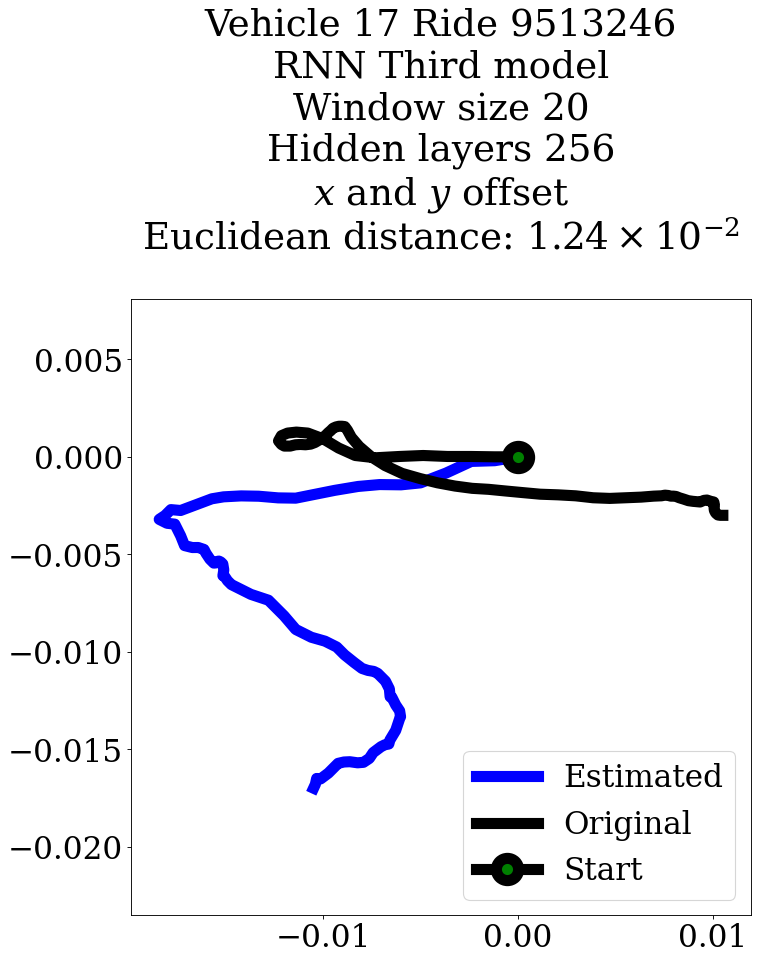 Vehicle 17 Ride 9513246
RNN Third model
Window size 20
Hidden layers 256
x and y offset
Euclidean distance: 1.24 × 10⁻²
0.005
0.000
−0.005
−0.010
−0.015
−0.020
Estimated
Original
Start
−0.01 0.00 0.01